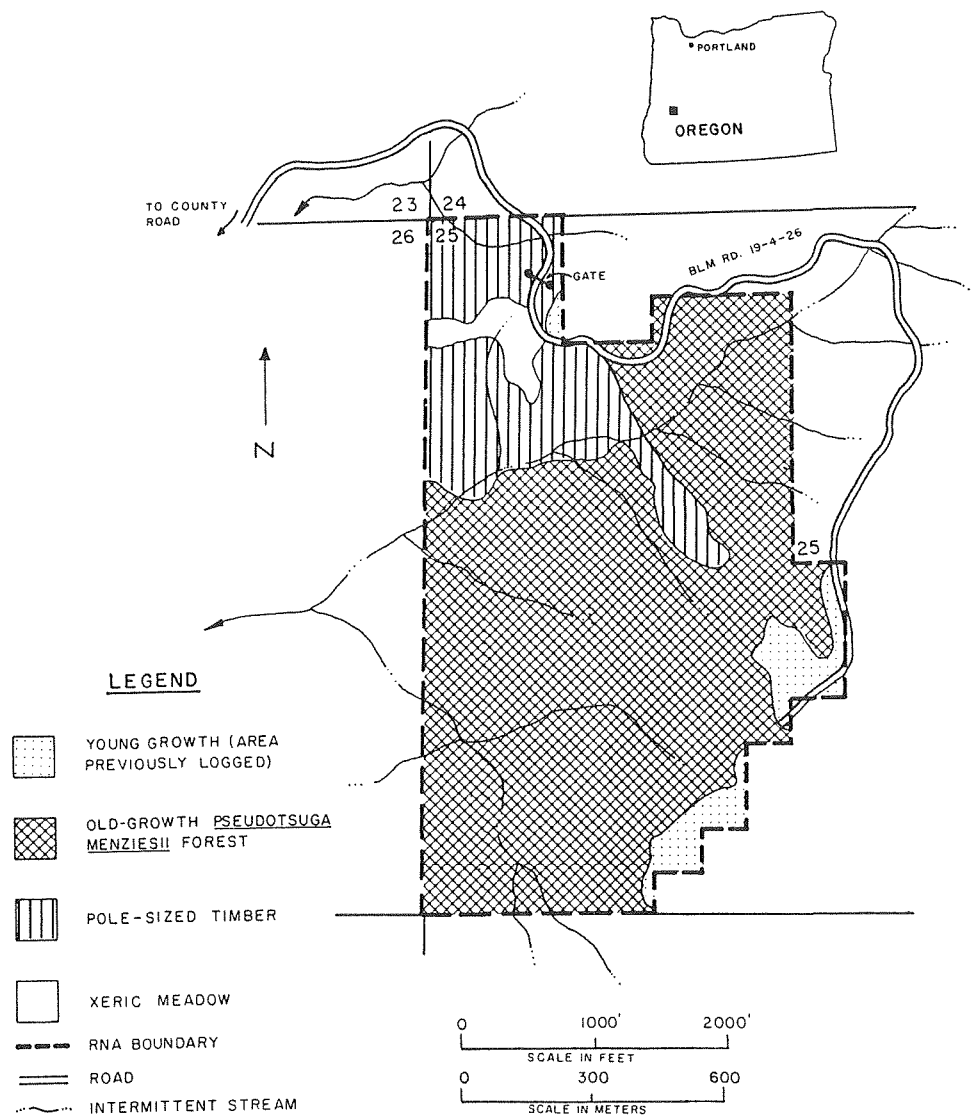 PORTLAND
OREGON
TO COUNTY
ROAD
23 24
26 25
GATE
BLM RD. 19-4-26
N
25
LEGEND
YOUNG GROWTH (AREA
PREVIOUSLY LOGGED)
OLD-GROWTH PSEUDOTSUGA
MENZIESII FOREST
POLE-SIZED TIMBER
XERIC MEADOW
RNA BOUNDARY
ROAD
INTERMITTENT STREAM
0 1000' 2000'
SCALE IN FEET
0 300 600
SCALE IN METERS